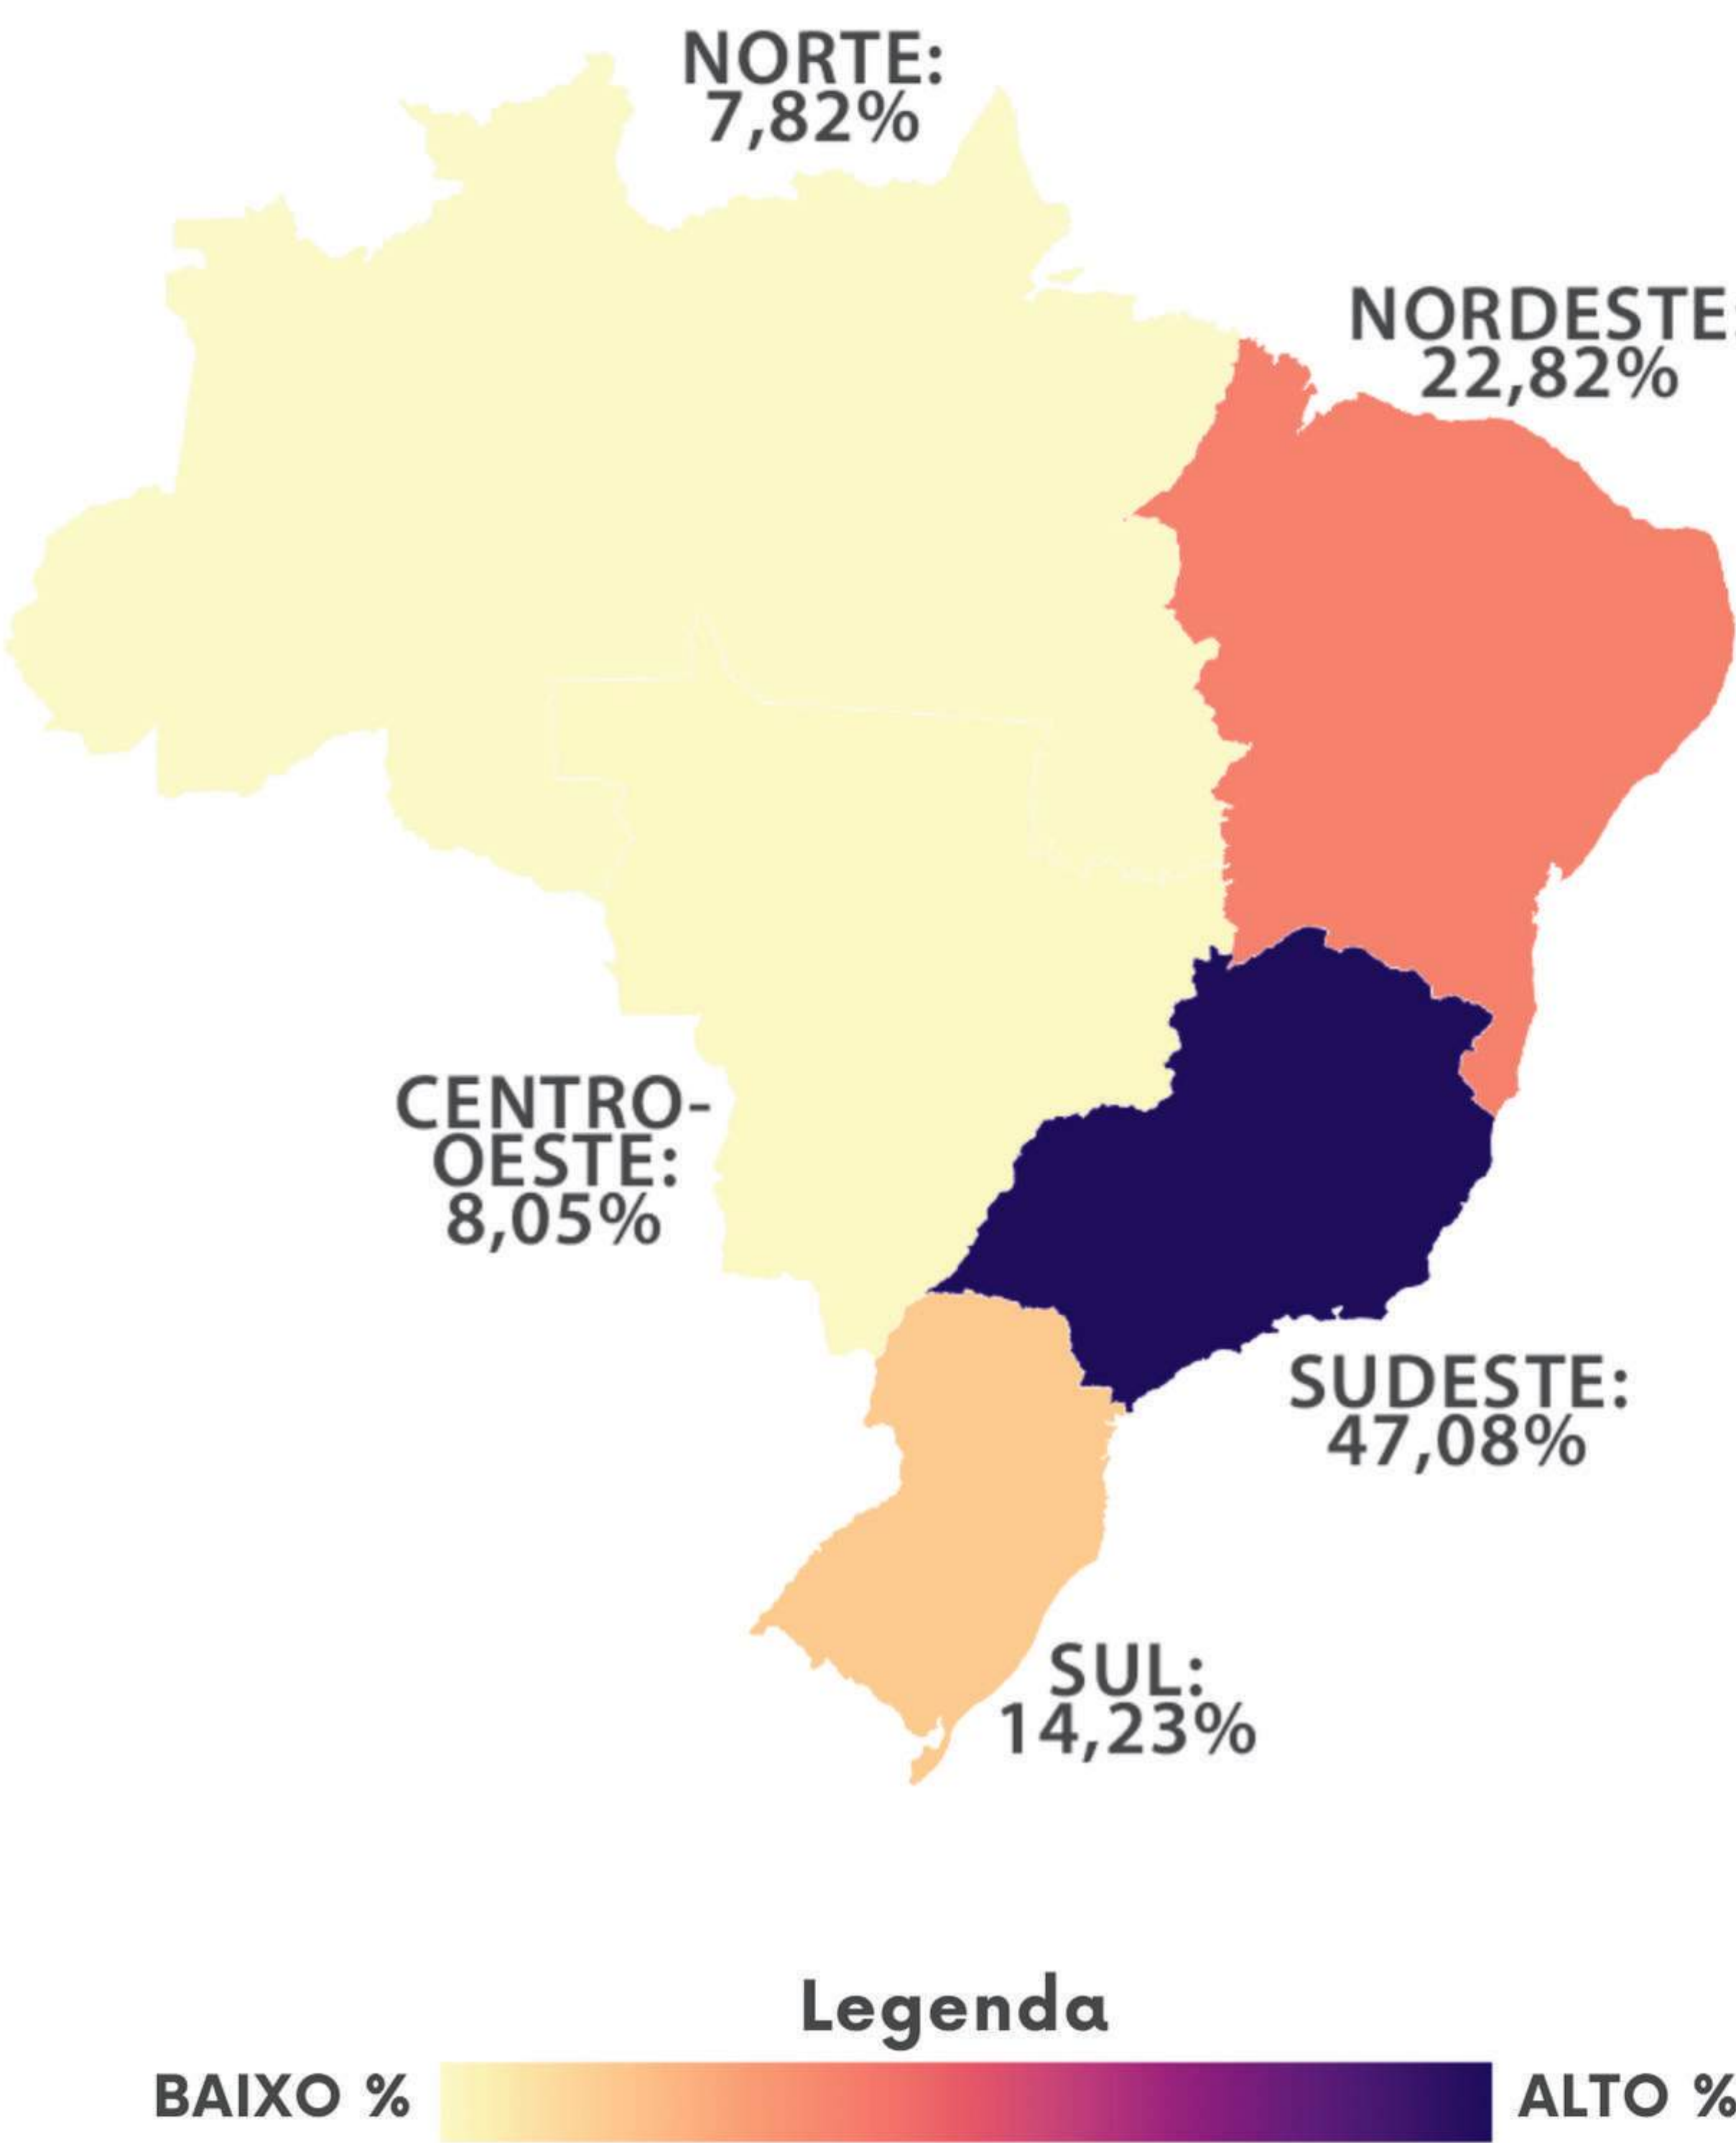 NORTE:
7,82%
NORDESTE:
22,82%
CENTRO-
OESTE:
8,05%
SUDESTE:
47,08%
SUL:
14,23%
Legenda
BAIXO %
ALTO %